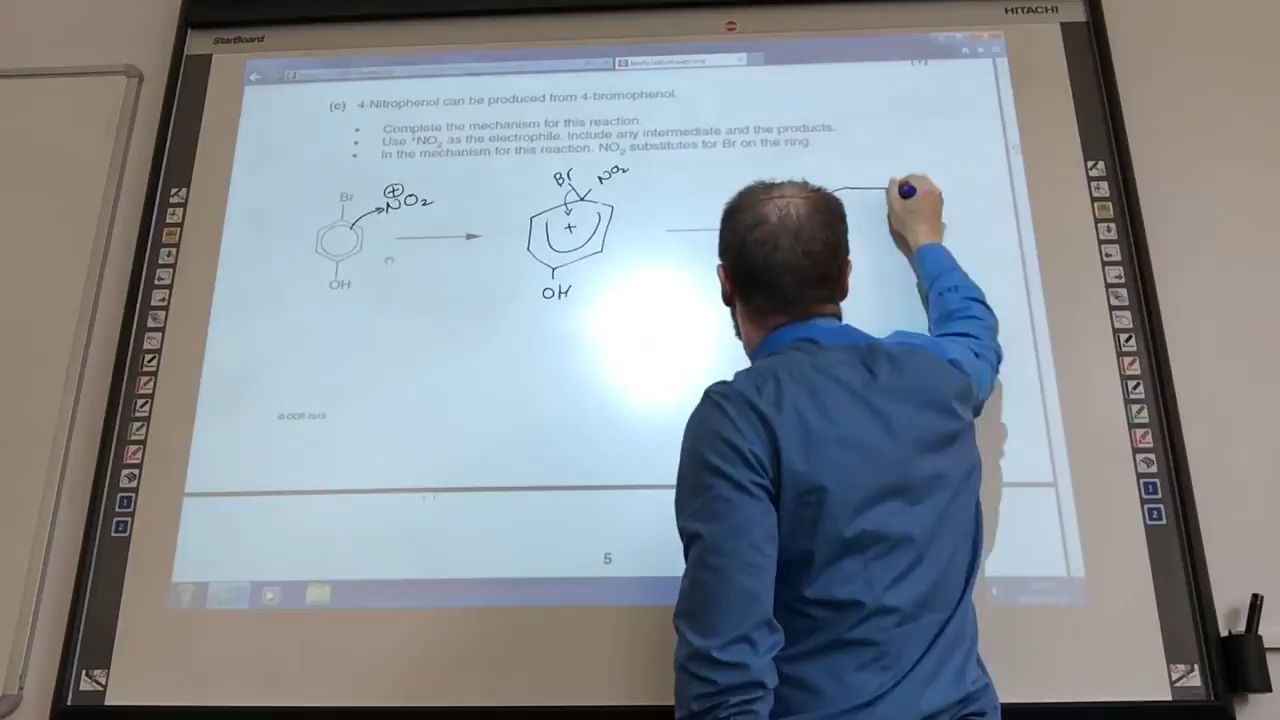 HITACHI
StarBoard
(c) 4-Nitrophenol can be produced from 4-bromophenol.
• Complete the mechanism for this reaction.
• Use ⁺NO₂ as the electrophile. Include any intermediate and the products.
• In the mechanism for this reaction, NO₂ substitutes for Br on the ring.
Br
+
NO₂
OH
Br NO₂
+
OH
© OCR 2013
5